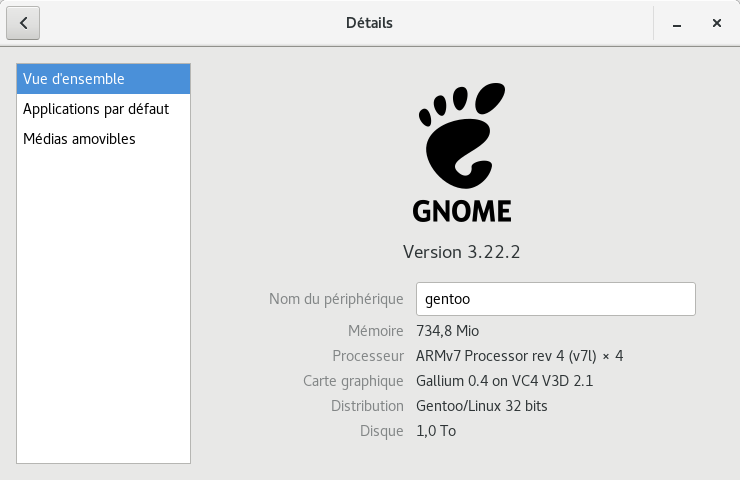 Détails
Vue d'ensemble
Applications par défaut
Médias amovibles
GNOME
Version 3.22.2
Nom du périphérique gentoo
Mémoire 734,8 Mio
Processeur ARMv7 Processor rev 4 (v7l) × 4
Carte graphique Gallium 0.4 on VC4 V3D 2.1
Distribution Gentoo/Linux 32 bits
Disque 1,0 To